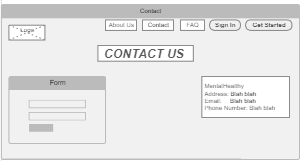 Contact
Logo
About Us
Contact
FAQ
Sign In
Get Started
CONTACT US
Form
MentalHealthy
Address: Blah blah
Email: Blah blah
Phone Number: Blah blah